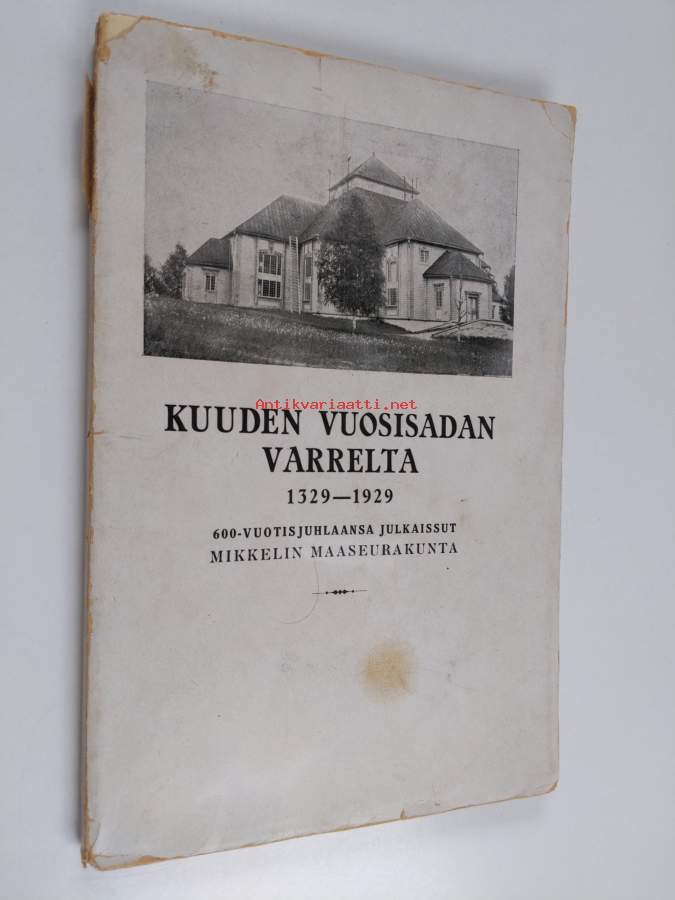 Antikvariaatti.net
KUUDEN VUOSISADAN
VARRELTA
1329—1929
600-VUOTISJUHLAANSA JULKAISSUT
MIKKELIN MAASEURAKUNTA